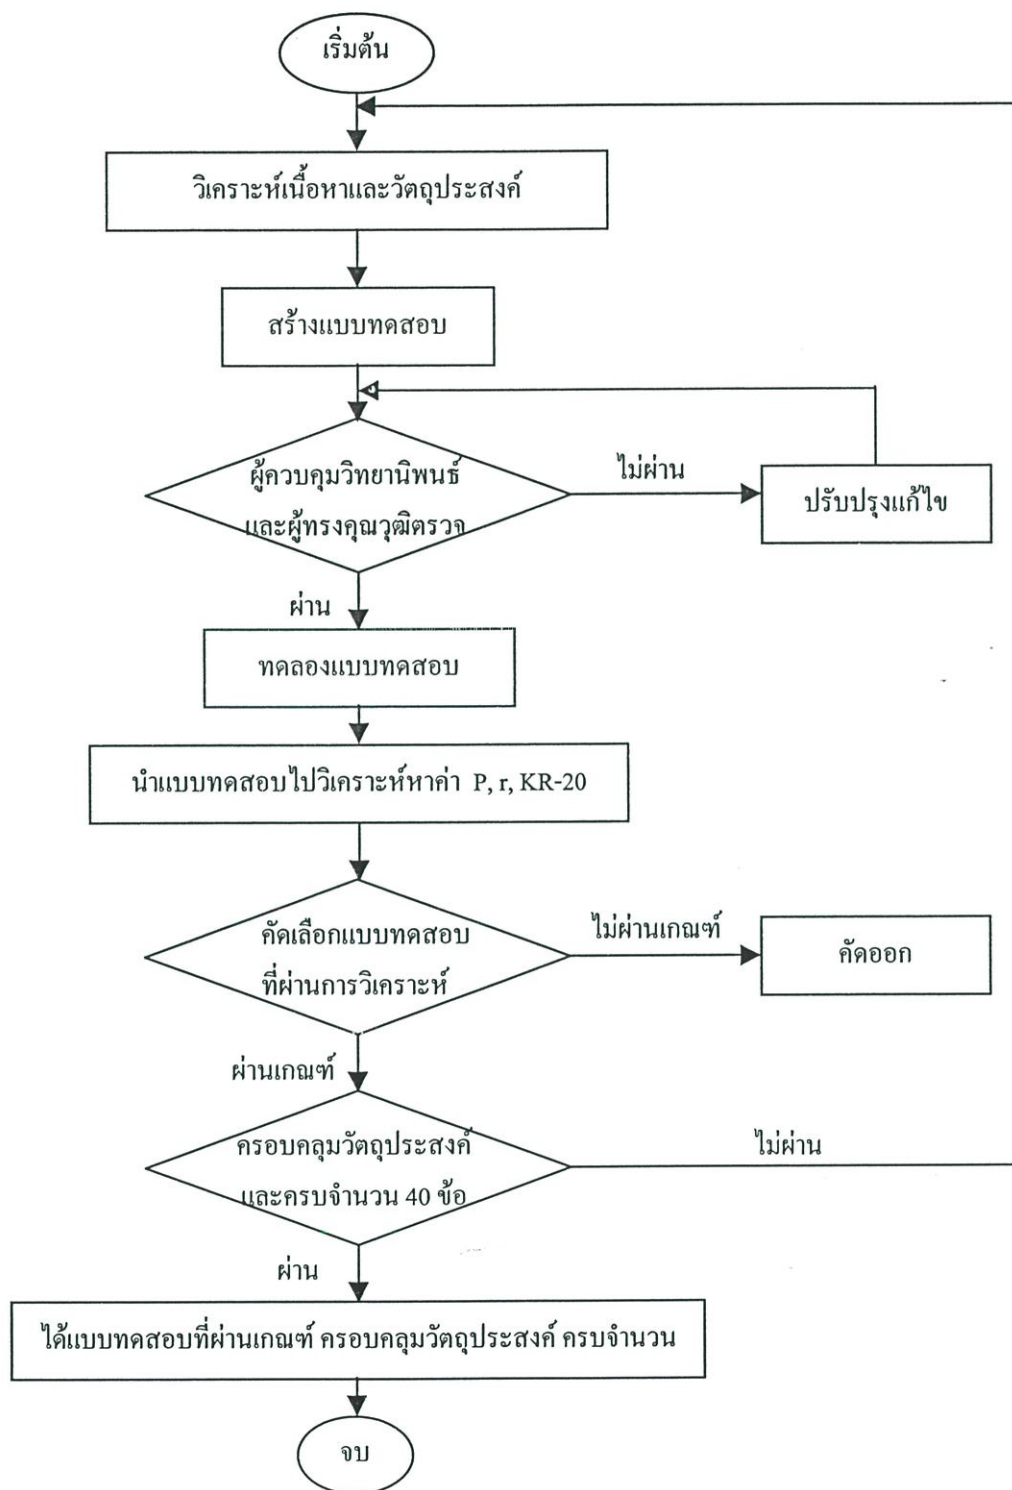 เริ่มต้น
วิเคราะห์เนื้อหาและวัตถุประสงค์
สร้างแบบทดสอบ
ผู้ควบคุมวิทยานิพนธ์
และผู้ทรงคุณวุฒิตรวจ
ไม่ผ่าน
ปรับปรุงแก้ไข
ผ่าน
ทดลองแบบทดสอบ
นำแบบทดสอบไปวิเคราะห์หาค่า P, r, KR-20
คัดเลือกแบบทดสอบ
ที่ผ่านการวิเคราะห์
ไม่ผ่านเกณฑ์
คัดออก
ผ่านเกณฑ์
ครอบคลุมวัตถุประสงค์
และครบจำนวน 40 ข้อ
ไม่ผ่าน
ผ่าน
ได้แบบทดสอบที่ผ่านเกณฑ์ ครอบคลุมวัตถุประสงค์ ครบจำนวน
จบ